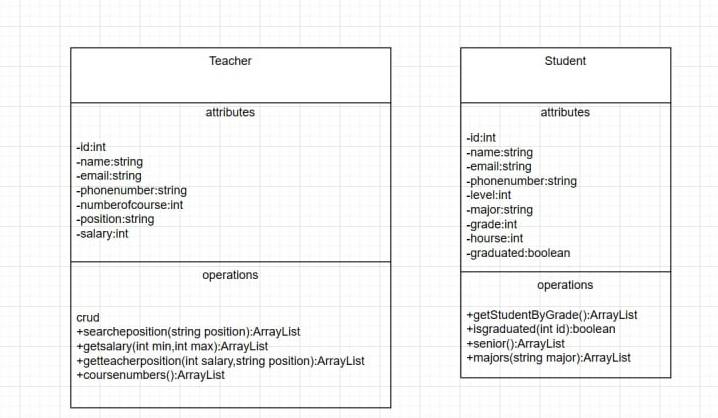 Teacher
attributes
-id:int
-name:string
-email:string
-phonenumber:string
-numberofcourse:int
-position:string
-salary:int
operations
crud
+searcheposition(string position):ArrayList
+getsalary(int min,int max):ArrayList
+getteacherposition(int salary,string position):ArrayList
+coursenumbers():ArrayList
Student
attributes
-id:int
-name:string
-email:string
-phonenumber:string
-level:int
-major:string
-grade:int
-hourse:int
-graduated:boolean
operations
+getStudentByGrade():ArrayList
+isgraduated(int id):boolean
+senior():ArrayList
+majors(string major):ArrayList